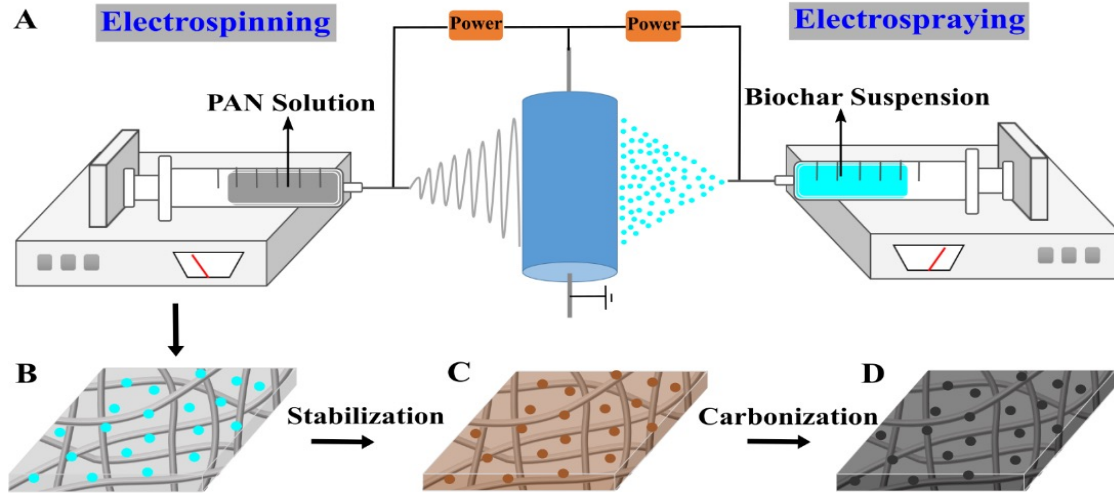 A
Electrospinning
Power
Power
Electrospraying
PAN Solution
Biochar Suspension
B
Stabilization
C
Carbonization
D